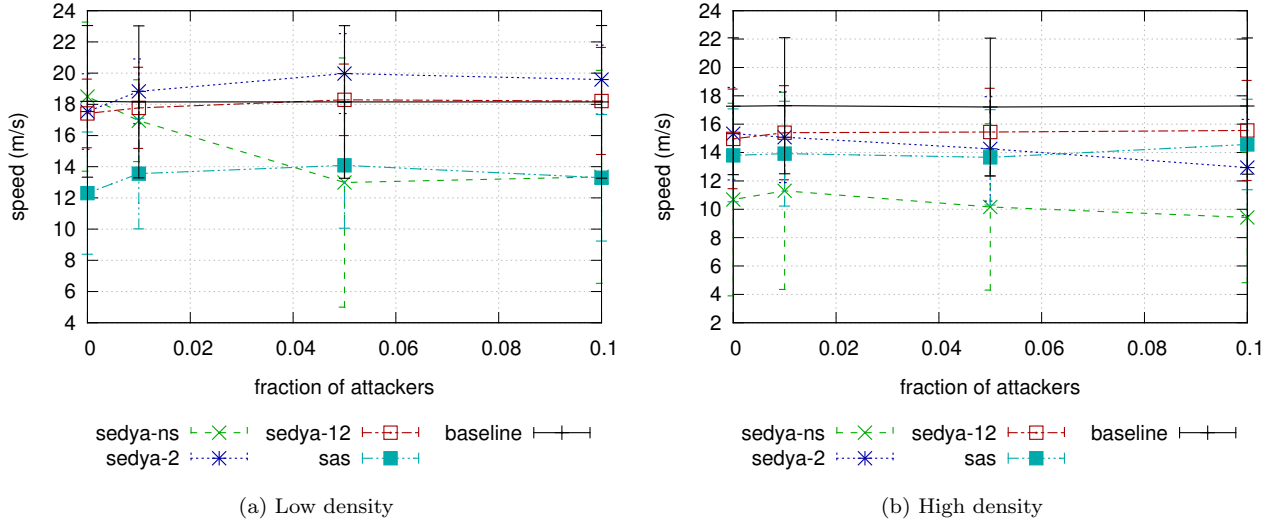 24
22
20
18
16
14
12
10
8
6
4
speed (m/s)
0 0.02 0.04 0.06 0.08 0.1
fraction of attackers
sedya-ns sedya-12 baseline
sedya-2 sas
(a) Low density
24
22
20
18
16
14
12
10
8
6
4
2
speed (m/s)
0 0.02 0.04 0.06 0.08 0.1
fraction of attackers
sedya-ns sedya-12 baseline
sedya-2 sas
(b) High density